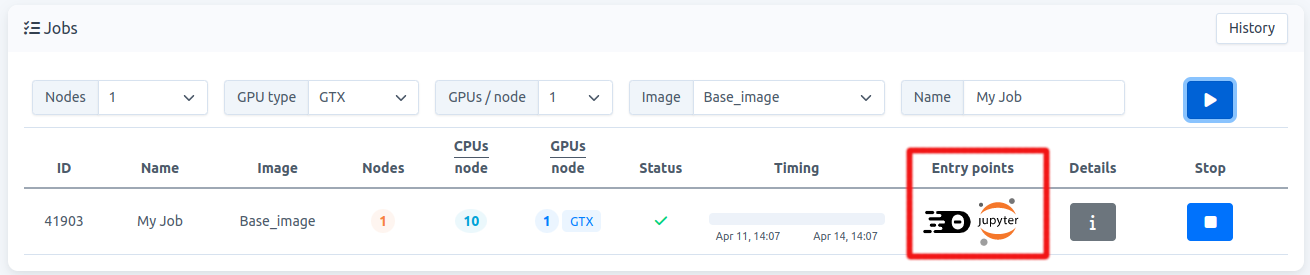 Jobs
History
Nodes 1 GPU type GTX GPUs / node 1 Image Base_image Name My Job
ID Name Image Nodes CPUs node GPUs node Status Timing Entry points Details Stop
41903 My Job Base_image 1 10 1 GTX jupyter i
Apr 11, 14:07 Apr 14, 14:07